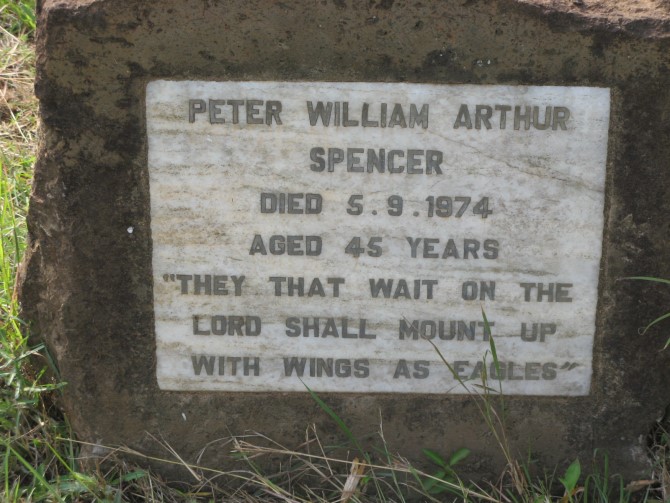 PETER WILLIAM ARTHUR
SPENCER
DIED 5.9.1974
AGED 45 YEARS
"THEY THAT WAIT ON THE
LORD SHALL MOUNT UP
WITH WINGS AS EAGLES"